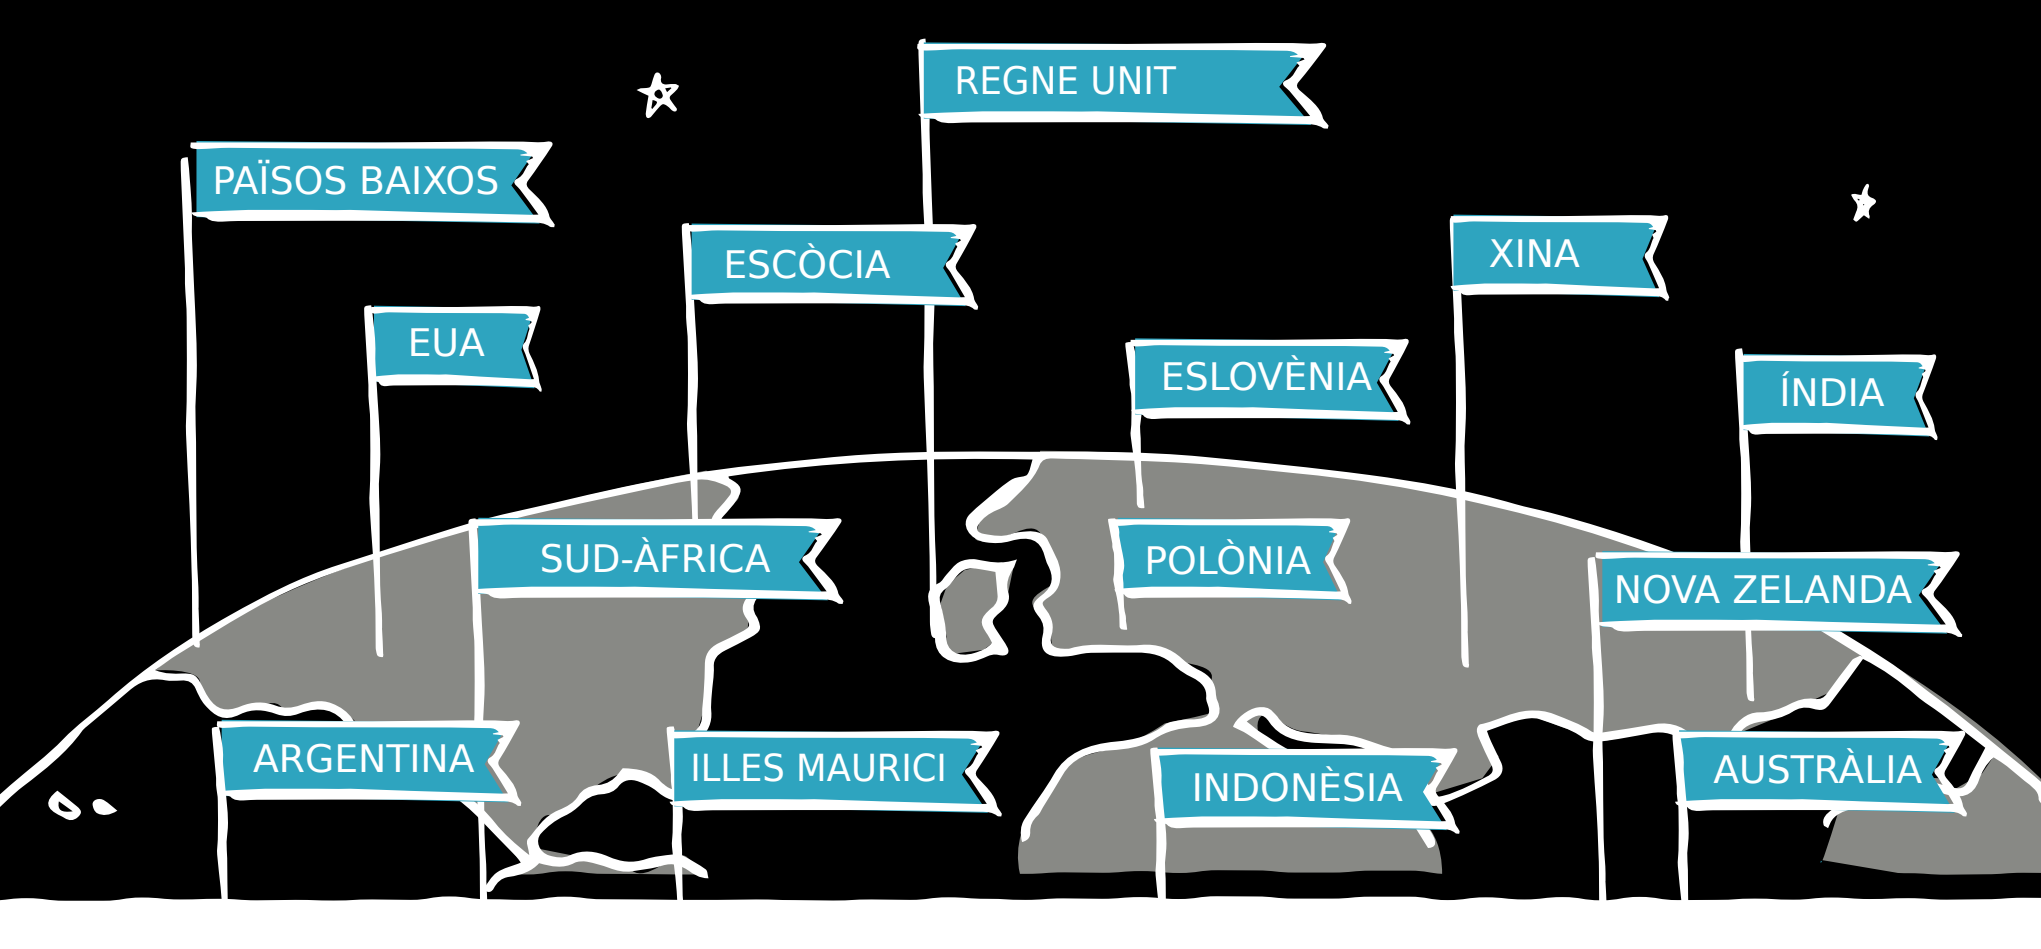 REGNE UNIT
PAÏSOS BAIXOS
ESCÒCIA
XINA
EUA
ESLOVÈNIA
ÍNDIA
SUD-ÀFRICA
POLÒNIA
NOVA ZELANDA
ARGENTINA
ILLES MAURICI
INDONÈSIA
AUSTRÀLIA